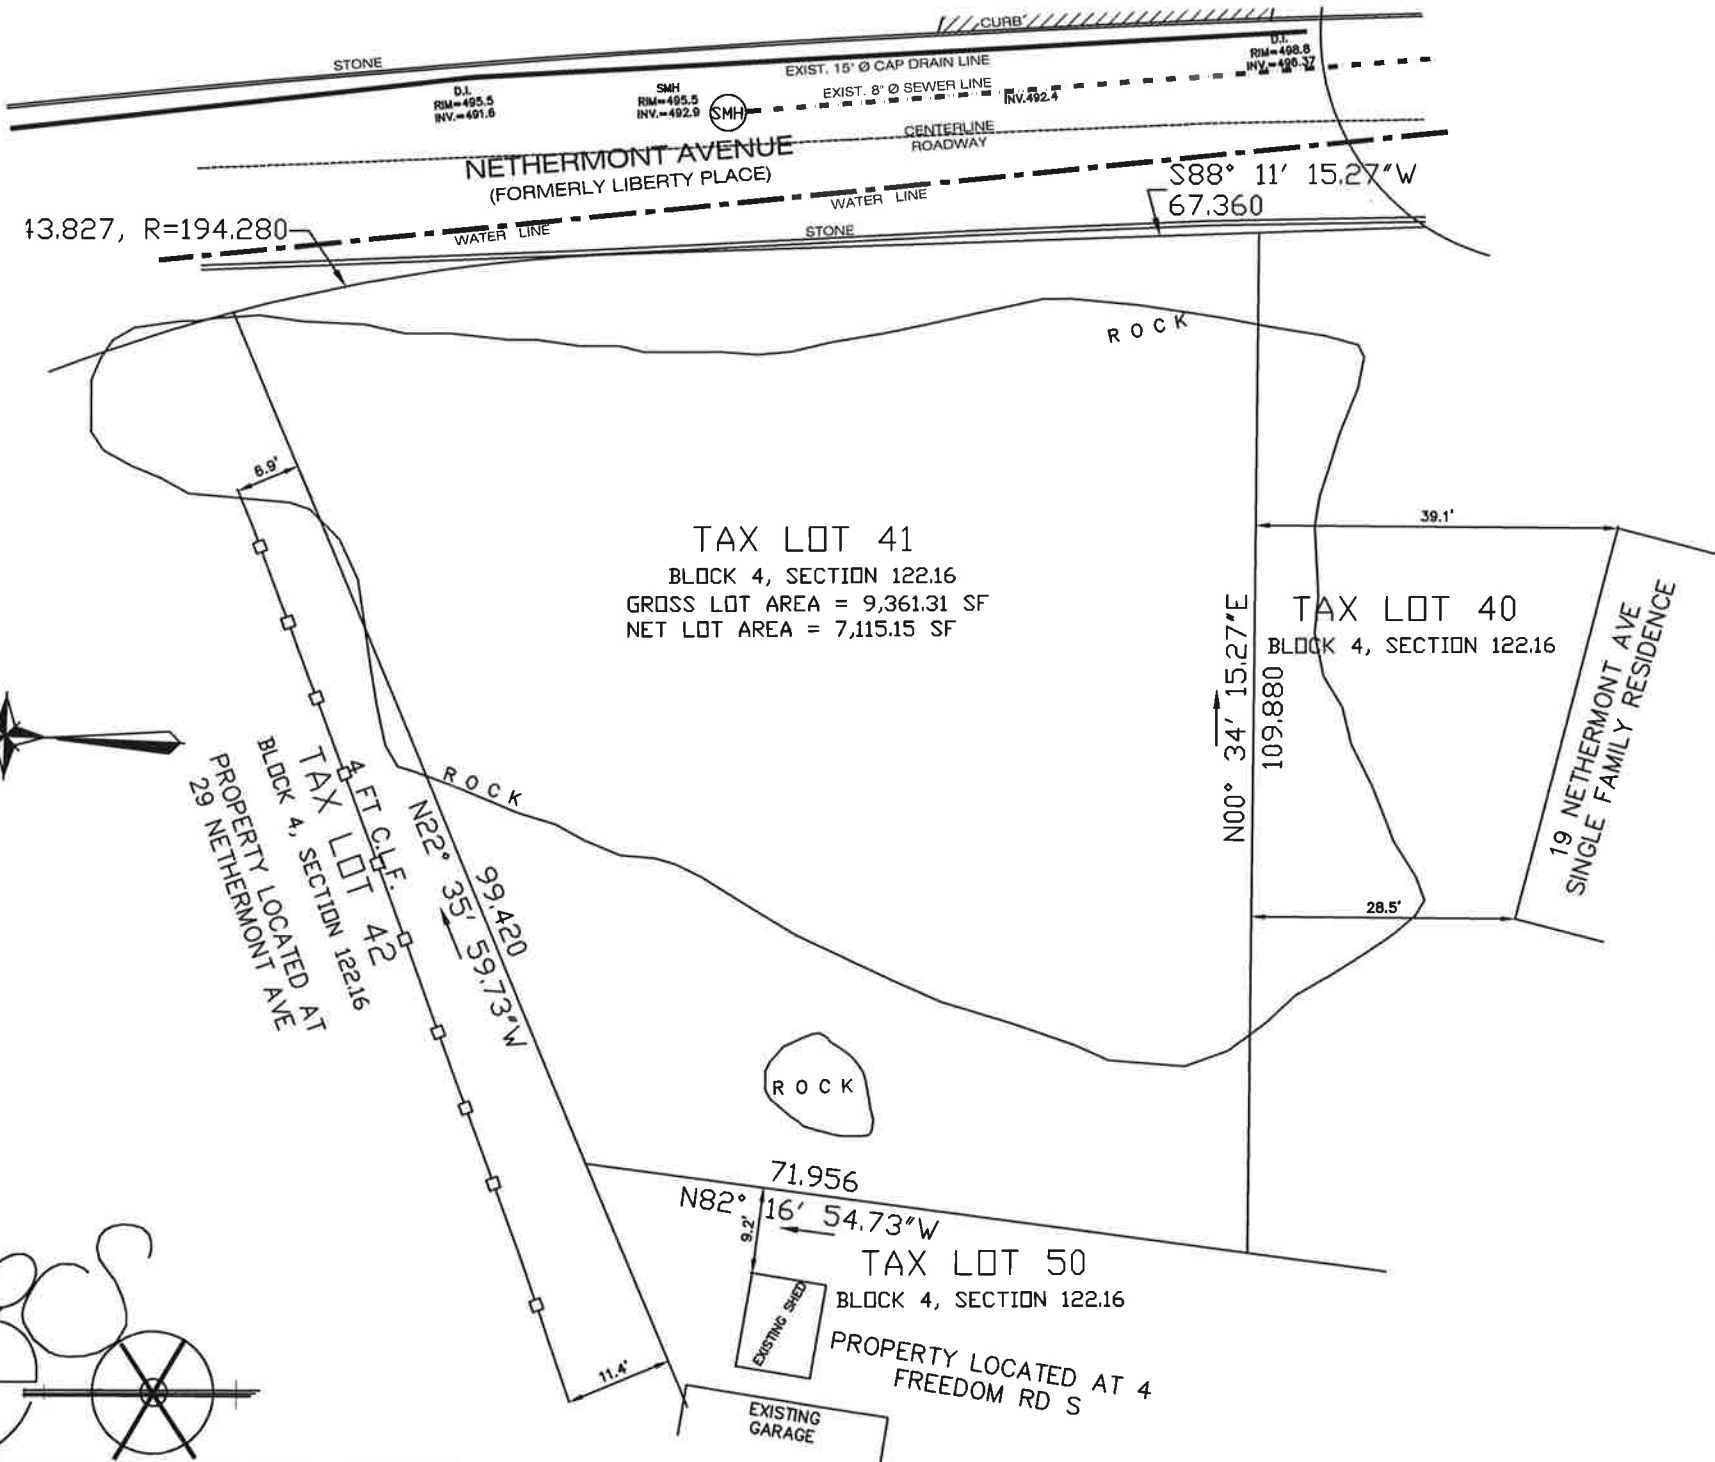 CURB
STONE
D.I.
RIM=498.8
INV.=496.37
EXIST. 15" Ø CAP DRAIN LINE
D.I.
RIM=495.5
INV.=491.6
SMH
RIM=495.5
INV.=492.9
SMH
EXIST. 8" Ø SEWER LINE
INV.492.4
CENTERLINE
ROADWAY
NETHERMONT AVENUE
(FORMERLY LIBERTY PLACE)
S88° 11' 15.27"W
67.360
WATER LINE
WATER LINE
STONE
13.827, R=194.280
ROCK
6.9'
39.1'
TAX LOT 41
BLOCK 4, SECTION 122.16
GROSS LOT AREA = 9,361.31 SF
NET LOT AREA = 7,115.15 SF
N00° 34' 15.27"E
109.880
TAX LOT 40
BLOCK 4, SECTION 122.16
19 NETHERMONT AVE
SINGLE FAMILY RESIDENCE
28.5'
ROCK
4 FT C.L.F.
TAX LOT 42
BLOCK 4, SECTION 122.16
PROPERTY LOCATED AT
29 NETHERMONT AVE
99.420
N22° 35' 59.73"W
ROCK
71.956
N82° 16' 54.73"W
9.2'
TAX LOT 50
BLOCK 4, SECTION 122.16
EXISTING SHED
PROPERTY LOCATED AT 4
FREEDOM RD S
11.4'
EXISTING
GARAGE